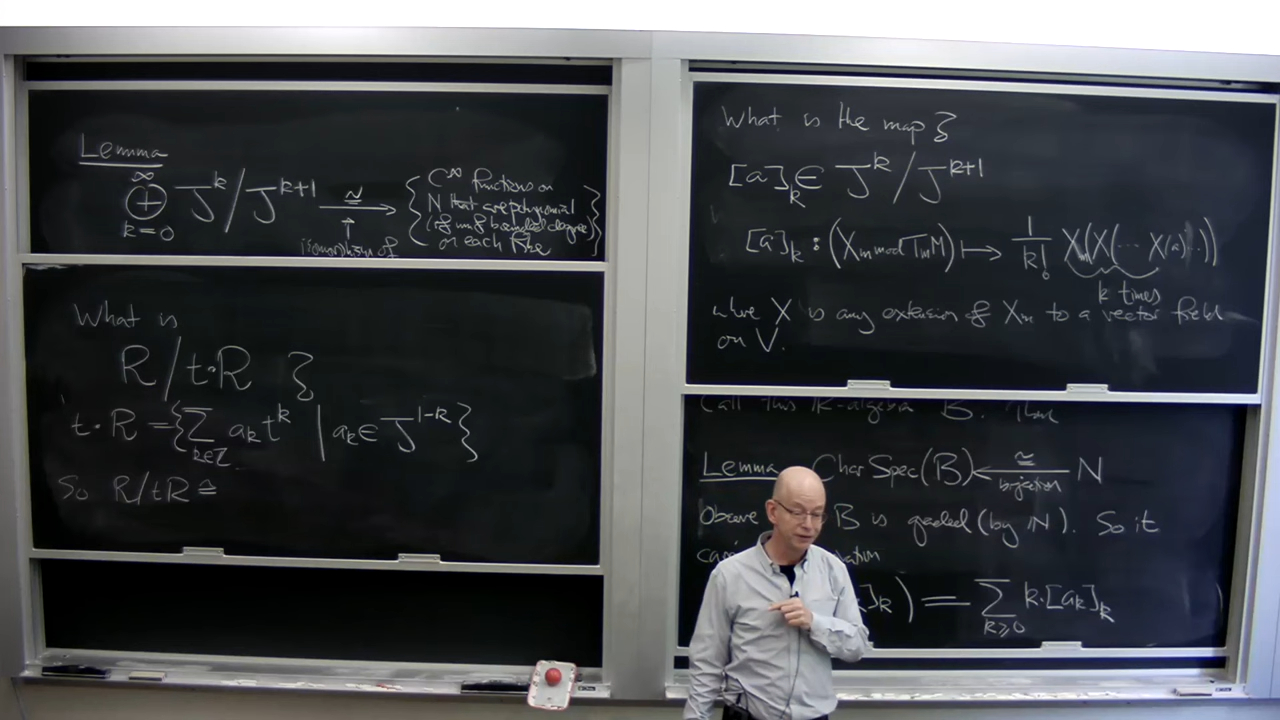 Lemma
∞
⊕ J^k / J^{k+1} ≅→ { C^∞ functions on
k=0 ↑ N that are polynomial
isomorphism of (of unif bounded degree)
on each fibre }
What is
R / t·R ?
t·R = { ∑_{k∈Z} a_k t^k | a_k ∈ J^{1-k} }
So R/tR ≅
What is the map?
[a]_k ∈ J^k / J^{k+1}
[a]_k : (X_m mod T_m M) ↦ 1/k! X(X(⋯ X(a)⋯))
k times
where X is any extension of X_m to a vector field
on V.
Call this R-algebra B. Then
Lemma CharSpec(B) ←≅ N
bijection
Observe B is graded (by N). So it
]_k) = ∑_{k≥0} k·[a_k]_k